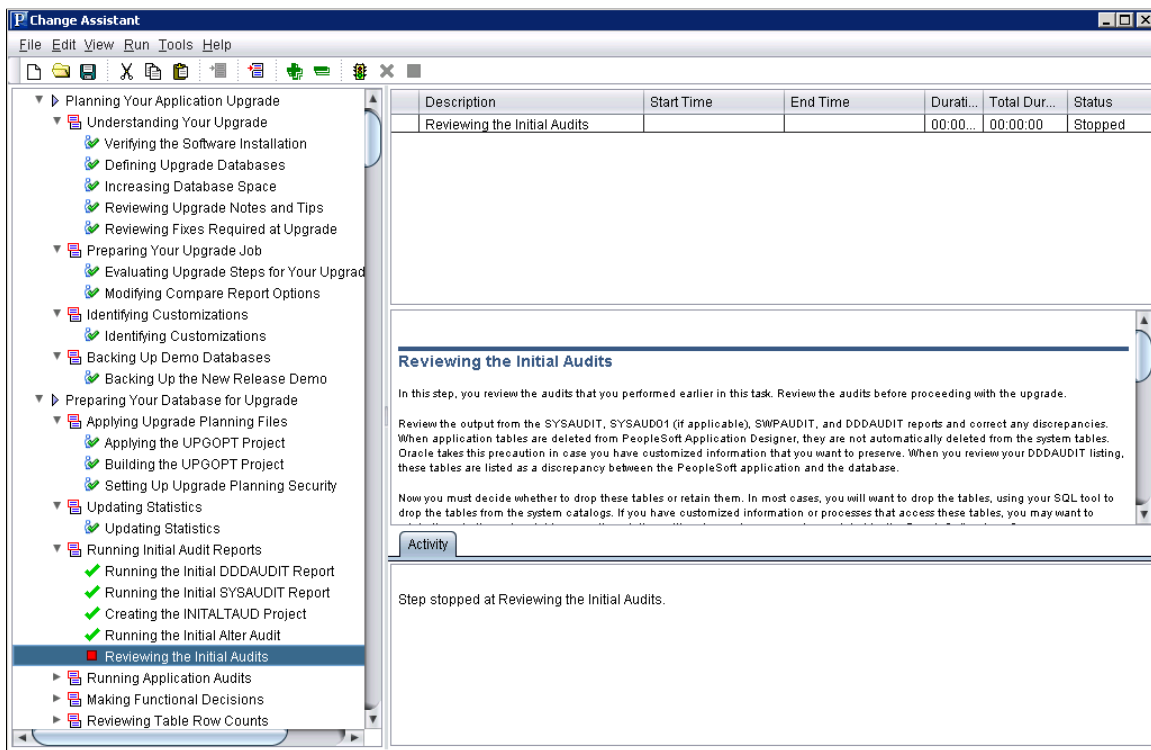 Change Assistant
File Edit View Run Tools Help
Planning Your Application Upgrade
Understanding Your Upgrade
Verifying the Software Installation
Defining Upgrade Databases
Increasing Database Space
Reviewing Upgrade Notes and Tips
Reviewing Fixes Required at Upgrade
Preparing Your Upgrade Job
Evaluating Upgrade Steps for Your Upgrad
Modifying Compare Report Options
Identifying Customizations
Identifying Customizations
Backing Up Demo Databases
Backing Up the New Release Demo
Preparing Your Database for Upgrade
Applying Upgrade Planning Files
Applying the UPGOPT Project
Building the UPGOPT Project
Setting Up Upgrade Planning Security
Updating Statistics
Updating Statistics
Running Initial Audit Reports
Running the Initial DDDAUDIT Report
Running the Initial SYSAUDIT Report
Creating the INITALTAUD Project
Running the Initial Alter Audit
Reviewing the Initial Audits
Running Application Audits
Making Functional Decisions
Reviewing Table Row Counts
Description Start Time End Time Durati... Total Dur... Status
Reviewing the Initial Audits 00:00... 00:00:00 Stopped
Reviewing the Initial Audits
In this step, you review the audits that you performed earlier in this task. Review the audits before proceeding with the upgrade.
Review the output from the SYSAUDIT, SYSAUD01 (if applicable), SWPAUDIT, and DDDAUDIT reports and correct any discrepancies.
When application tables are deleted from PeopleSoft Application Designer, they are not automatically deleted from the system tables.
Oracle takes this precaution in case you have customized information that you want to preserve. When you review your DDDAUDIT listing,
these tables are listed as a discrepancy between the PeopleSoft application and the database.
Now you must decide whether to drop these tables or retain them. In most cases, you will want to drop the tables, using your SQL tool to
drop the tables from the system catalogs. If you have customized information or processes that access these tables, you may want to
Activity
Step stopped at Reviewing the Initial Audits.